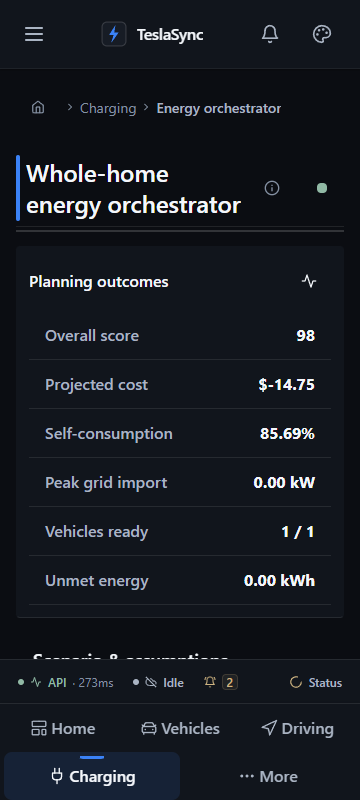 TeslaSync
Charging
Energy orchestrator
Whole-home
energy orchestrator
Planning outcomes
Overall score
98
Projected cost
$-14.75
Self-consumption
85.69%
Peak grid import
0.00 kW
Vehicles ready
1 / 1
Unmet energy
0.00 kWh
Scenario & assumptions
API · 273ms
Idle
2
Status
Home
Vehicles
Driving
Charging
More